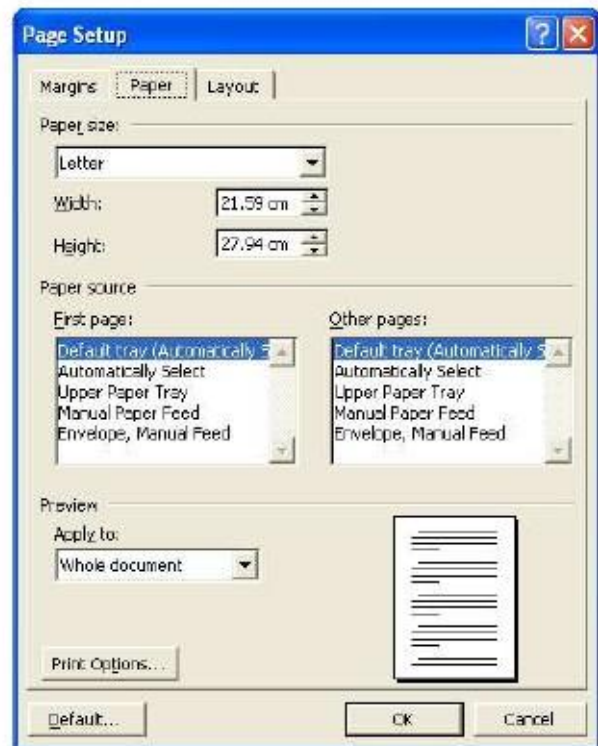 Page Setup
Margins Paper Layout
Paper size:
Letter
Width: 21.59 cm
Height: 27.94 cm
Paper source
First page: Other pages:
Default tray (Automatically S Default tray (Automatically S
Automatically Select Automatically Select
Upper Paper Tray Upper Paper Tray
Manual Paper Feed Manual Paper Feed
Envelope, Manual Feed Envelope, Manual Feed
Preview
Apply to:
Whole document
Print Options...
Default... OK Cancel